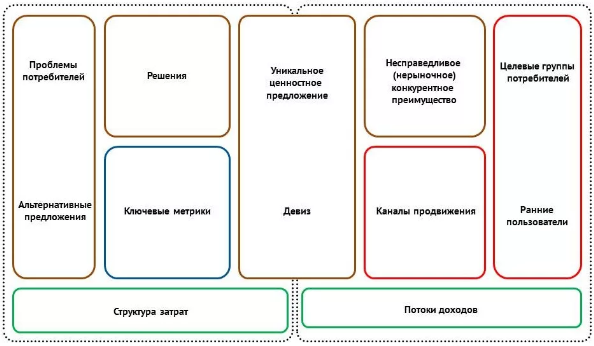 Проблемы
потребителей
Альтернативные
предложения
Решения
Ключевые метрики
Уникальное
ценностное
предложение
Девиз
Несправедливое
(нерыночное)
конкурентное
преимущество
Каналы продвижения
Целевые группы
потребителей
Ранние
пользователи
Структура затрат
Потоки доходов